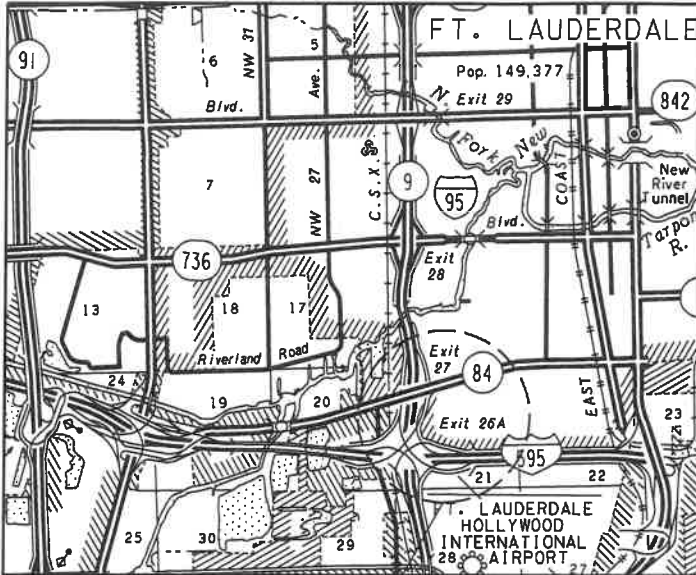 FT. LAUDERDALE
91
6
NW 31
5
Ave.
Pop. 149,377
Exit 29
Blvd.
842
N. Fork New
7
NW 27
C.S.X.
9
95
COAST
New
River
Tunnel
Tarpo
R.
Blvd.
736
Exit
28
13
18
17
Riverland Road
Exit
27
84
24
19
20
Exit 26A
EAST
23
595
21
22
25
30
29
T. LAUDERDALE
HOLLYWOOD
INTERNATIONAL
28 AIRPORT
27